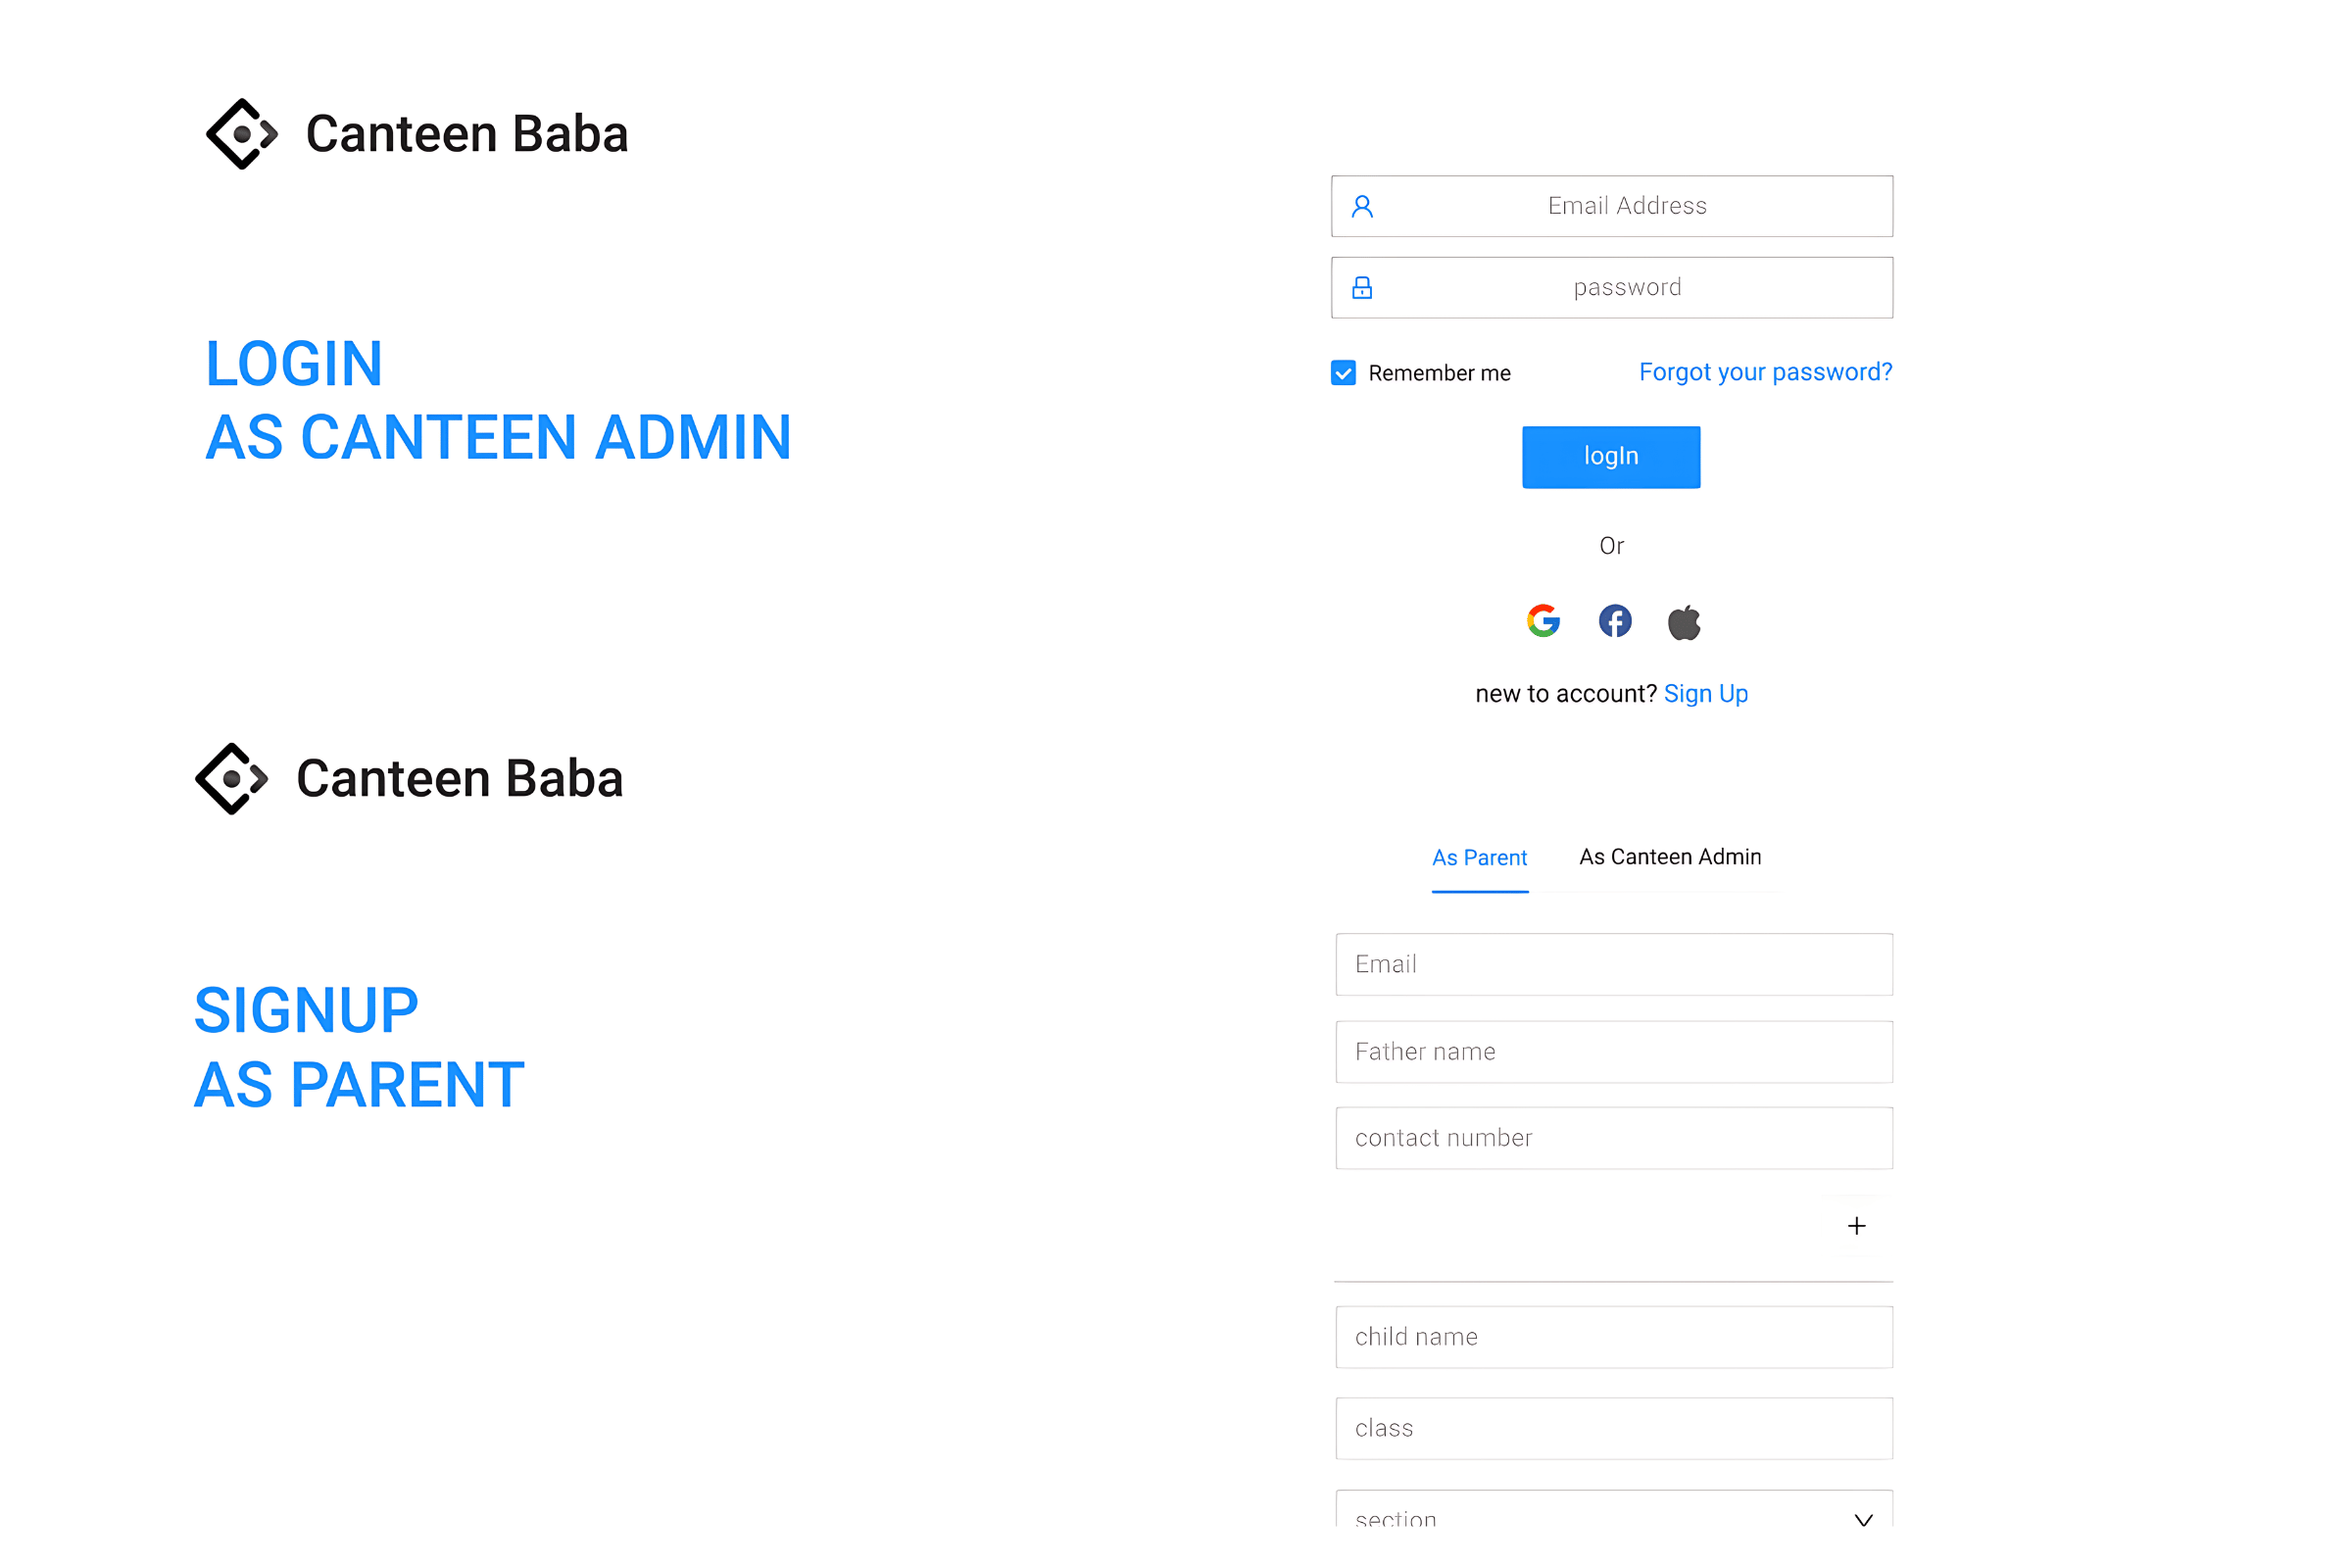 Canteen Baba
LOGIN
AS CANTEEN ADMIN
Email Address
password
Remember me
Forgot your password?
logIn
Or
new to account? Sign Up
Canteen Baba
SIGNUP
AS PARENT
As Parent
As Canteen Admin
Email
Father name
contact number
child name
class
section